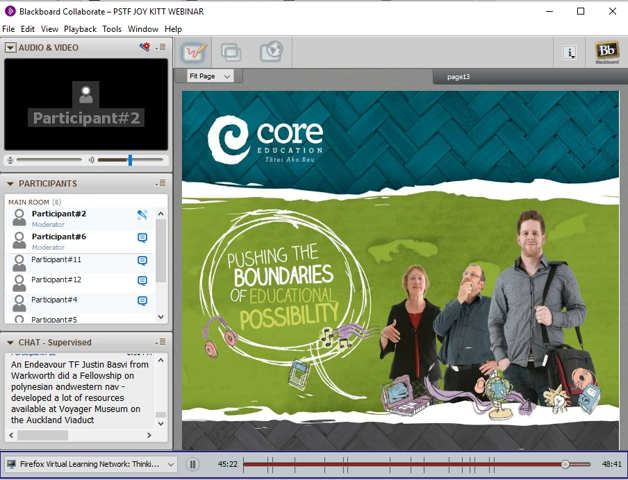 Blackboard Collaborate – PSTF JOY KITT WEBINAR
File Edit View Playback Tools Window Help
AUDIO & VIDEO
Participant#2
PARTICIPANTS
MAIN ROOM (8)
Participant#2
Moderator
Participant#6
Moderator
Participant#11
Participant#12
Participant#4
Participant#5
CHAT - Supervised
An Endeavour TF Justin Baswi from
Warkworth did a Fellowship on
polynesian andwestern nav -
developed a lot of resources
available at Voyager Museum on
the Auckland Viaduct
Fit Page
page13
Bb
Blackboard
core
EDUCATION
Tātai Aho Rau
PUSHING THE
BOUNDARIES
OF EDUCATIONAL
POSSIBILITY
Firefox Virtual Learning Network: Thinki...
45:22
48:41